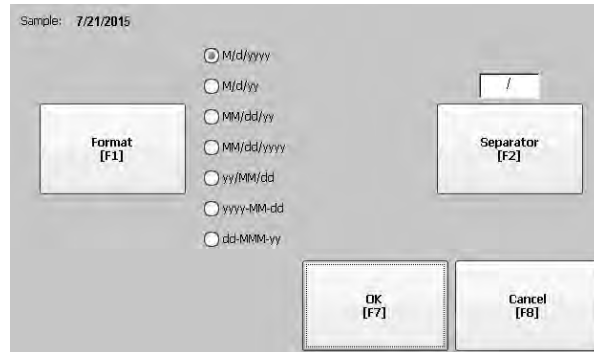 Sample: 7/21/2015
M/d/yyyy
M/d/yy
/
MM/dd/yy
Format
[F1]
MM/dd/yyyy
Separator
[F2]
yy/MM/dd
yyyy-MM-dd
dd-MMM-yy
OK
[F7]
Cancel
[F8]